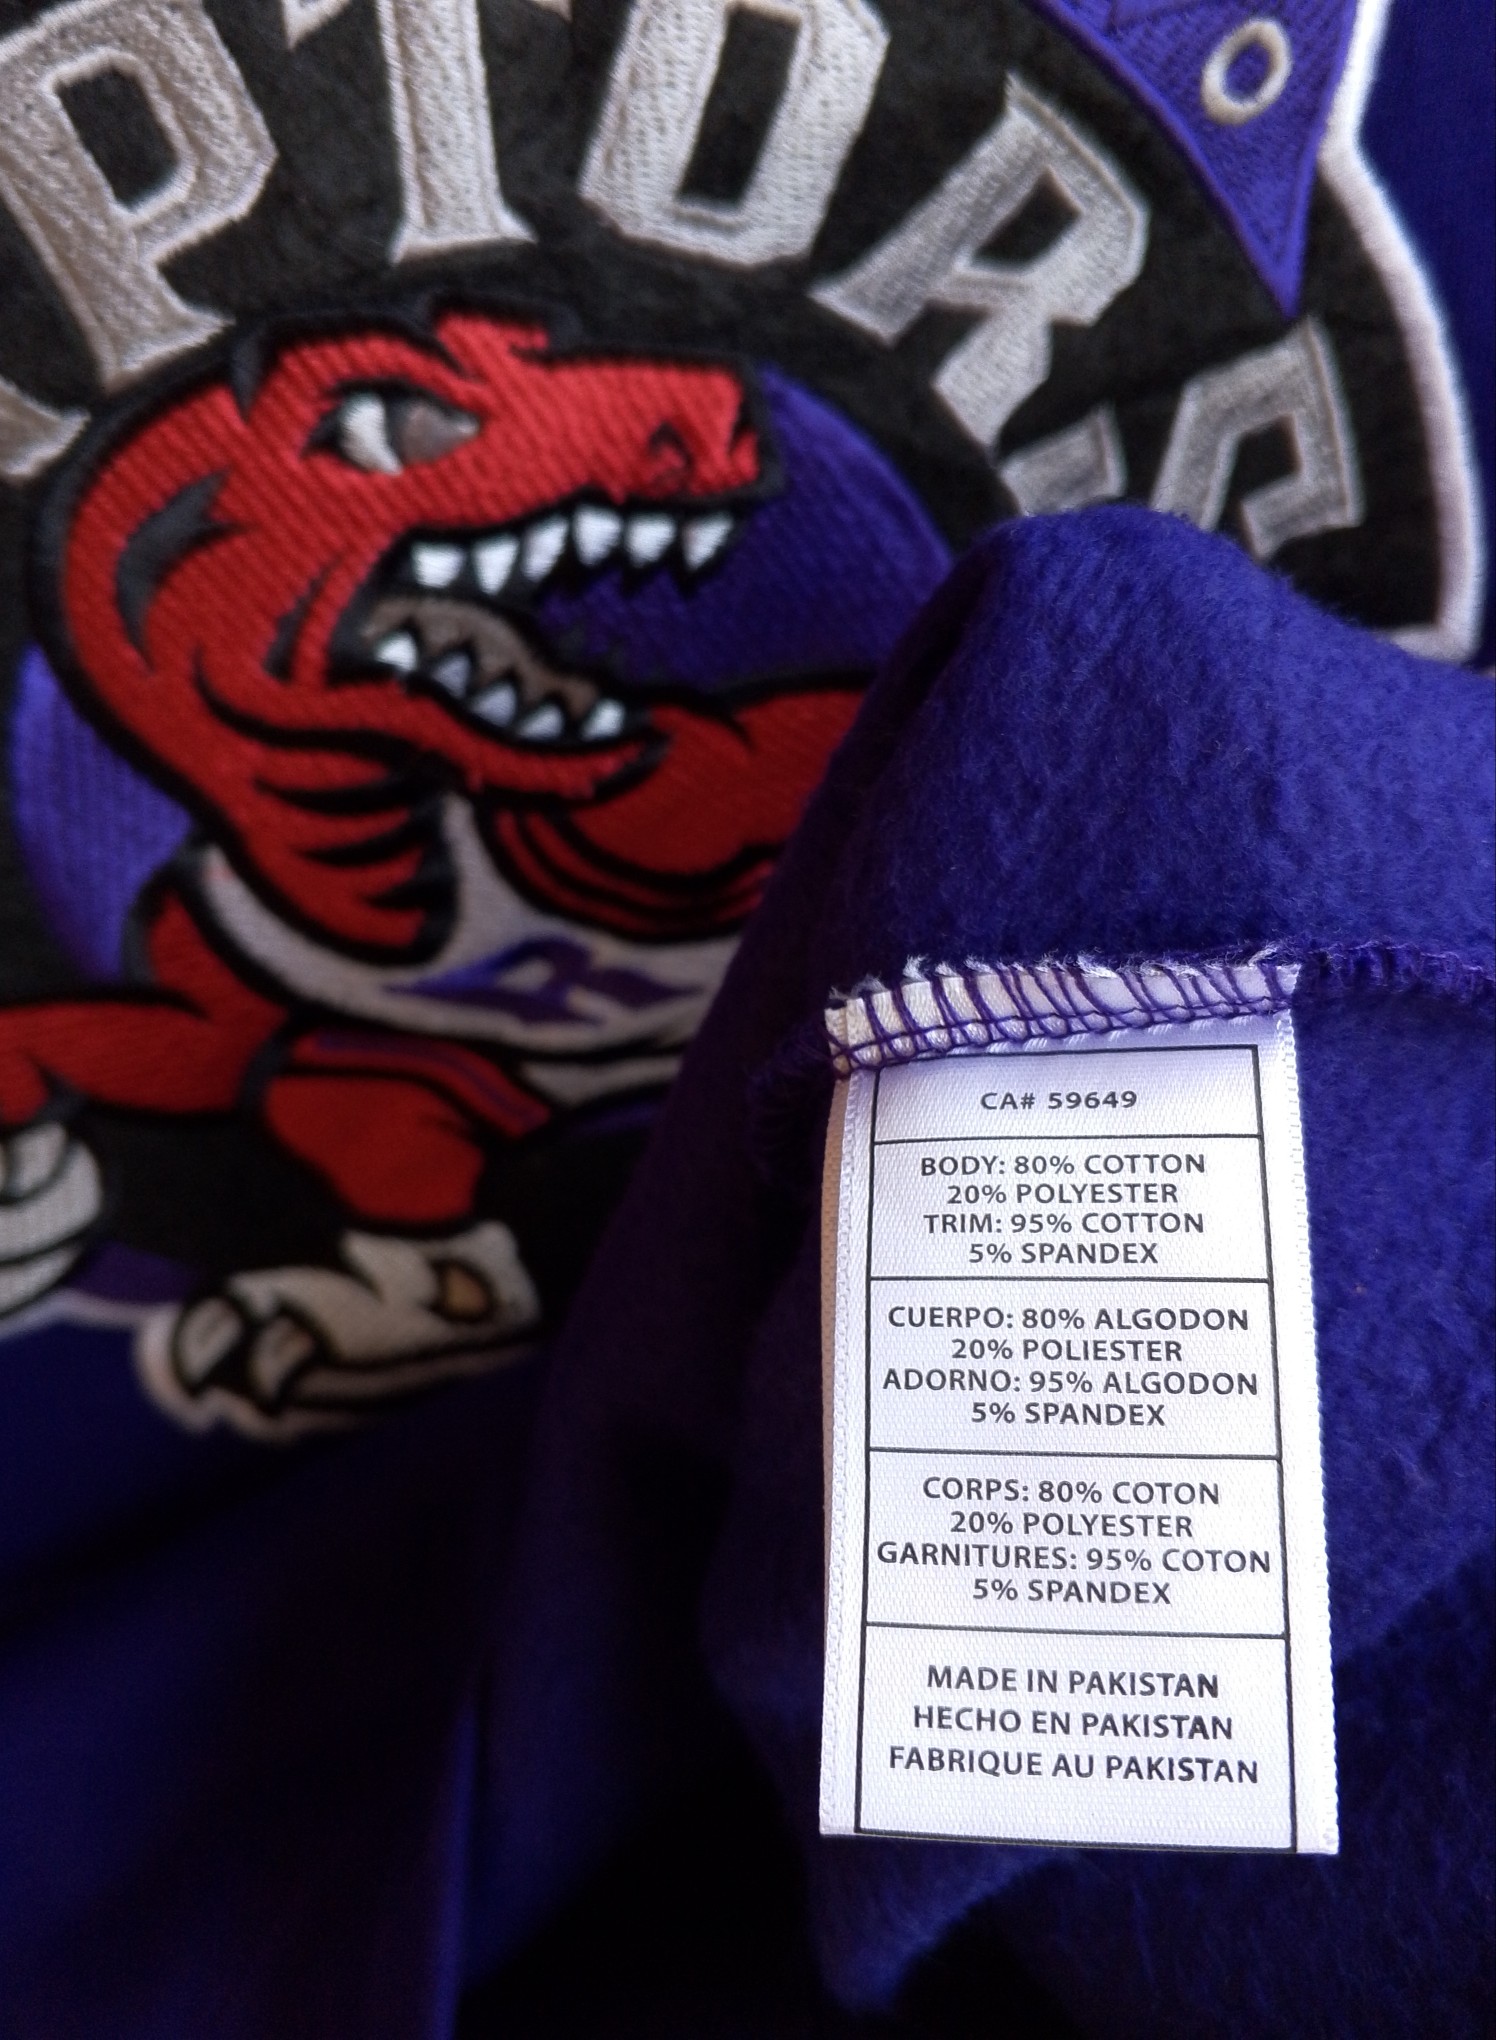 PTORS
CA# 59649
BODY: 80% COTTON
20% POLYESTER
TRIM: 95% COTTON
5% SPANDEX
CUERPO: 80% ALGODON
20% POLIESTER
ADORNO: 95% ALGODON
5% SPANDEX
CORPS: 80% COTON
20% POLYESTER
GARNITURES: 95% COTON
5% SPANDEX
MADE IN PAKISTAN
HECHO EN PAKISTAN
FABRIQUE AU PAKISTAN